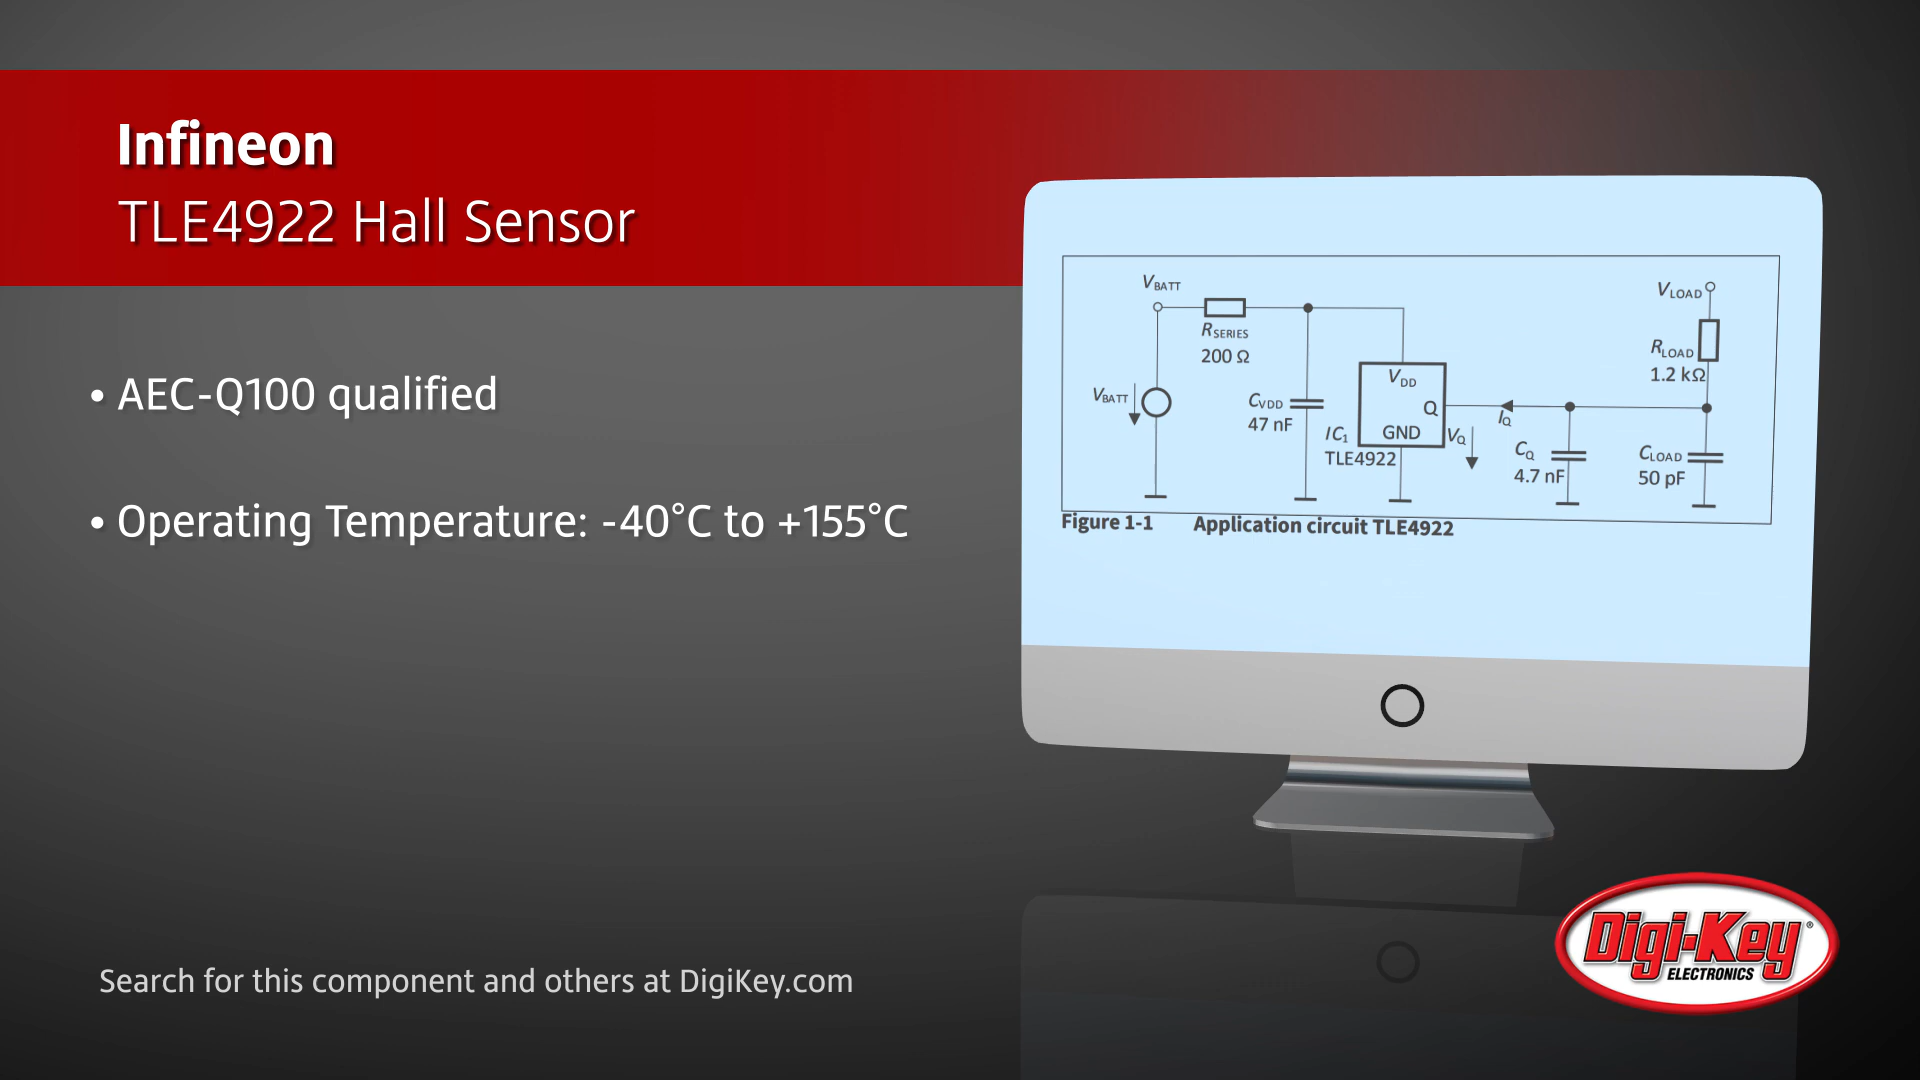 Infineon
TLE4922 Hall Sensor
• AEC-Q100 qualified
• Operating Temperature: -40°C to +155°C
VBATT
RSERIES
200 Ω
VBATT
CVDD
47 nF
VDD
Q
GND
IC1
TLE4922
VQ
IQ
CQ
4.7 nF
VLOAD
RLOAD
1.2 kΩ
CLOAD
50 pF
Figure 1-1 Application circuit TLE4922
Search for this component and others at DigiKey.com
Digi-Key®
ELECTRONICS